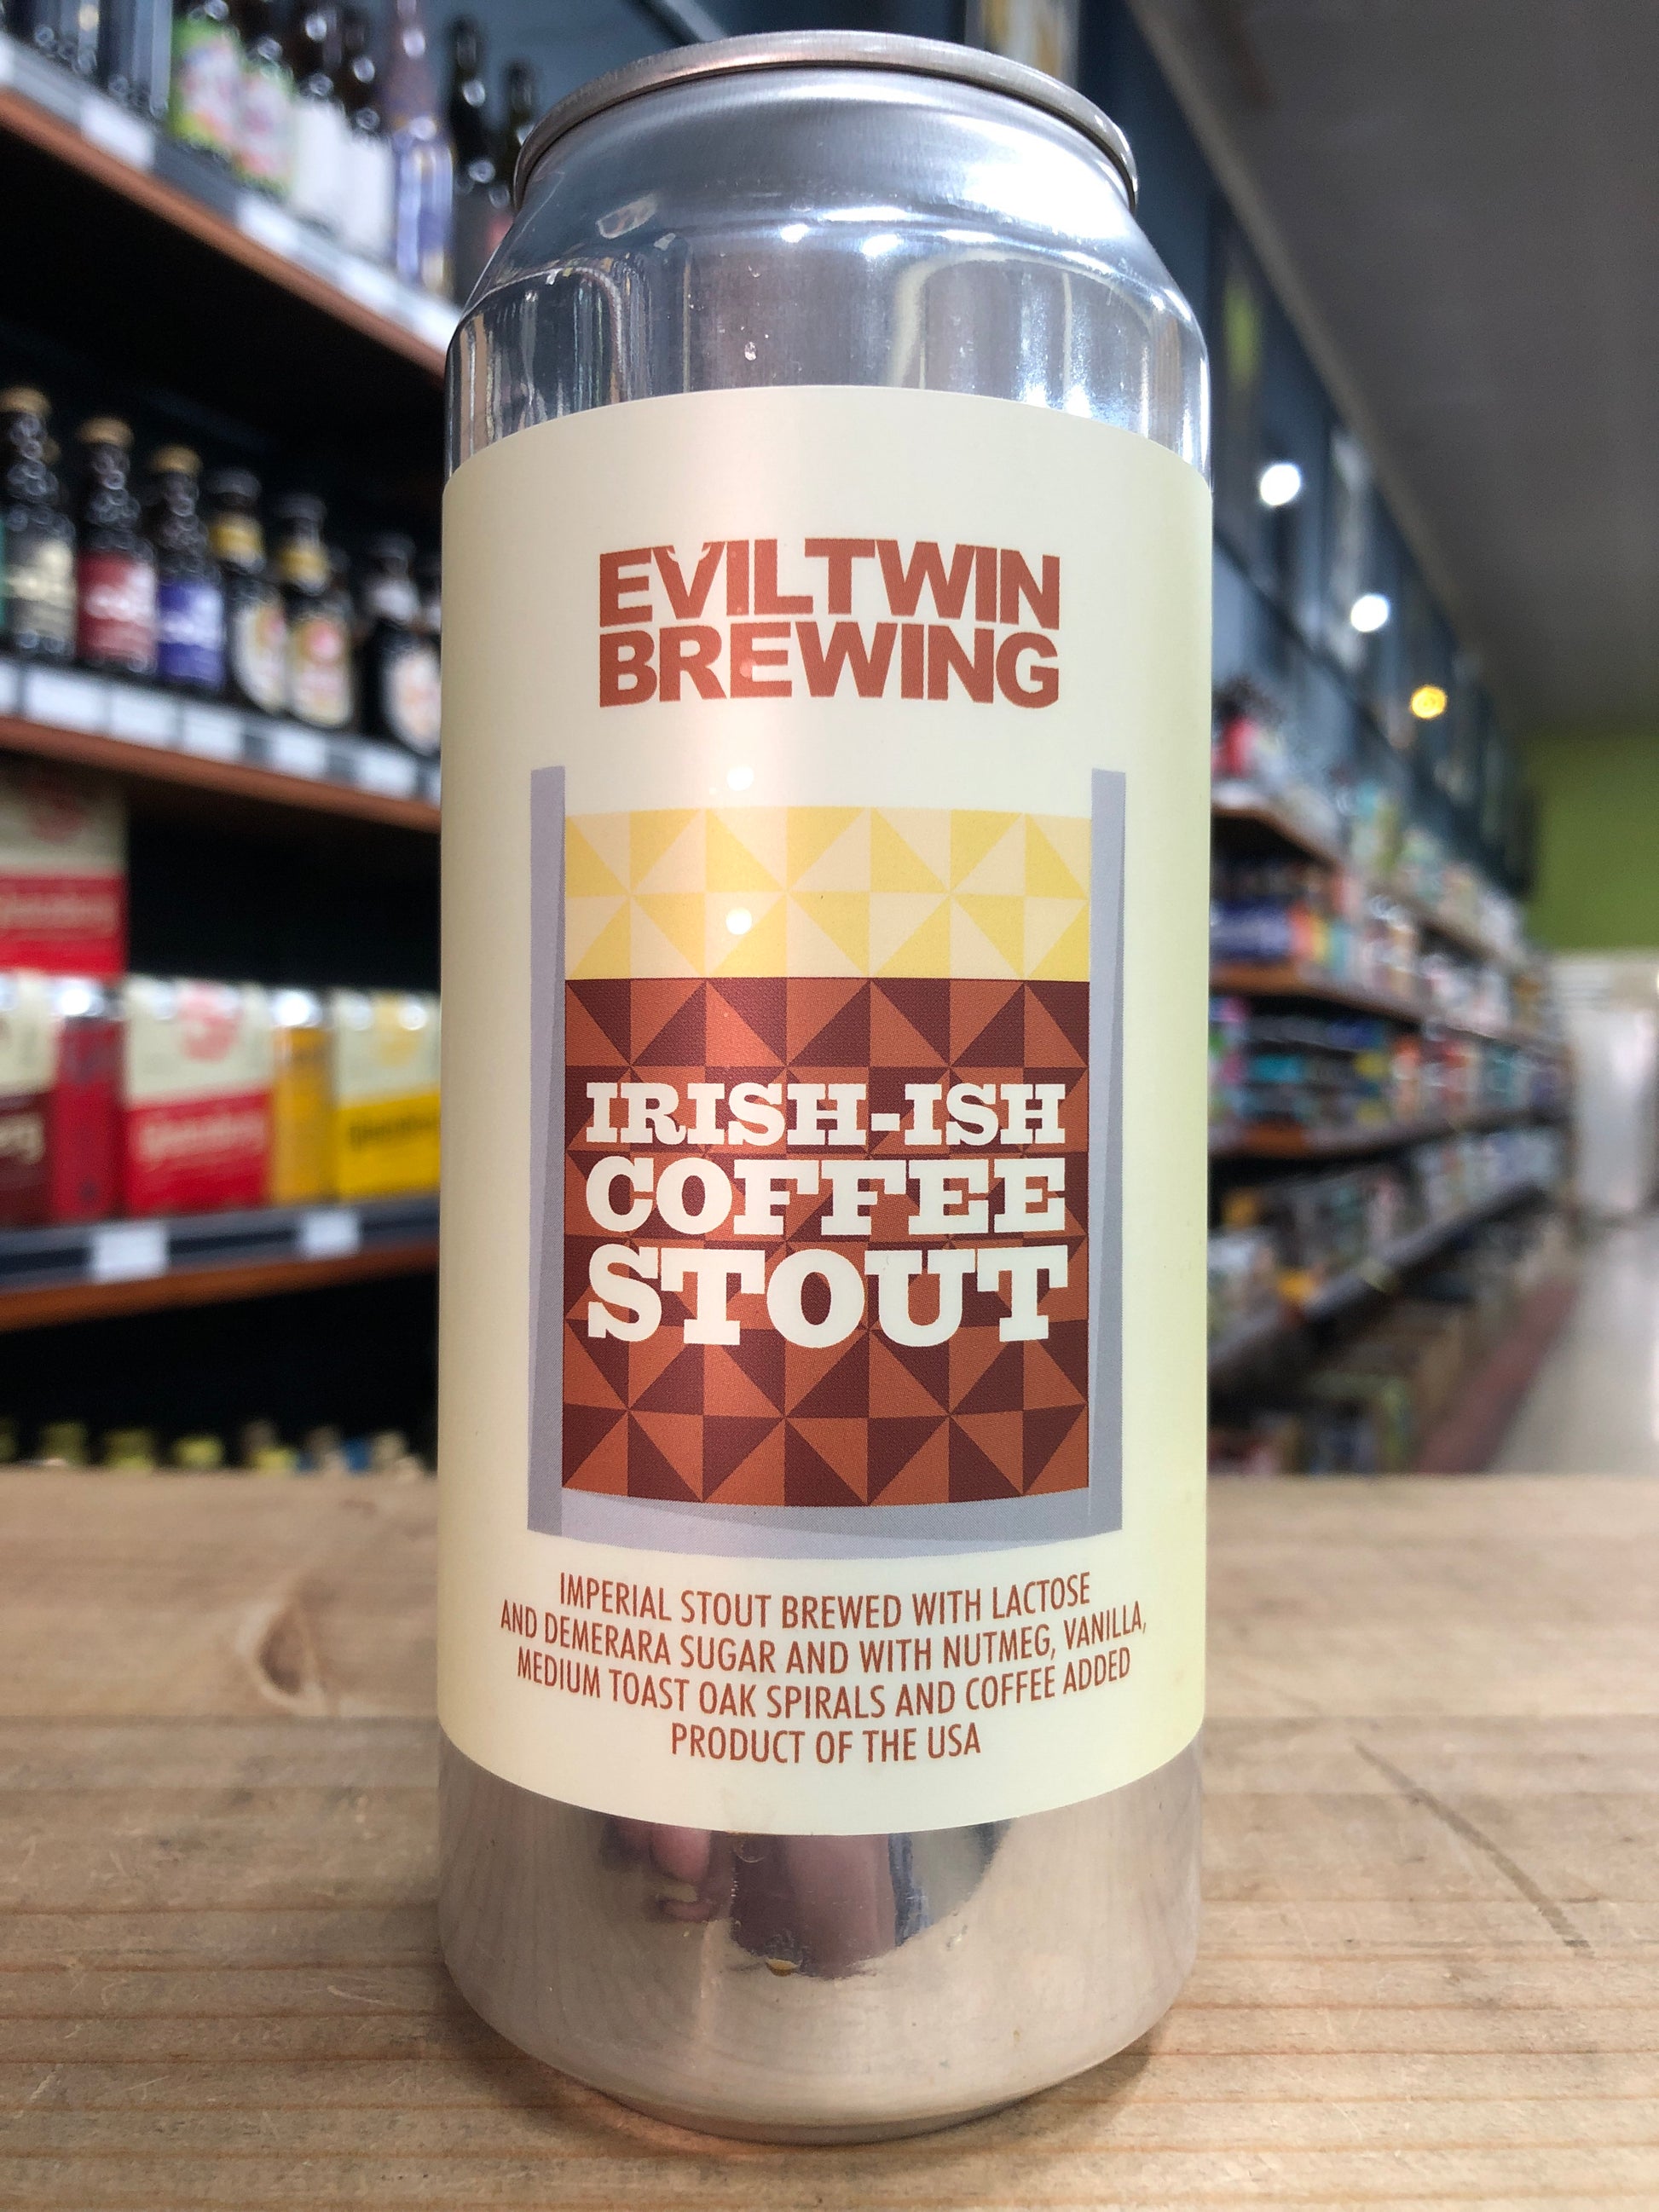 EVILTWIN
BREWING
IRISH-ISH
COFFEE
STOUT
IMPERIAL STOUT BREWED WITH LACTOSE
AND DEMERARA SUGAR AND WITH NUTMEG, VANILLA,
MEDIUM TOAST OAK SPIRALS AND COFFEE ADDED
PRODUCT OF THE USA